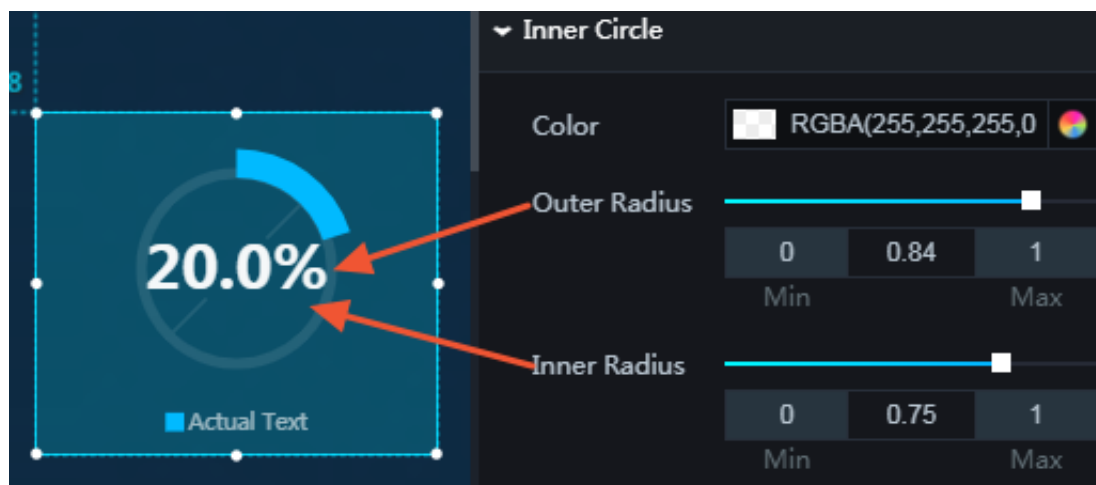 Inner Circle
8
Color
RGBA(255,255,255,0
Outer Radius
20.0%
0 0.84 1
Min Max
Inner Radius
Actual Text
0 0.75 1
Min Max